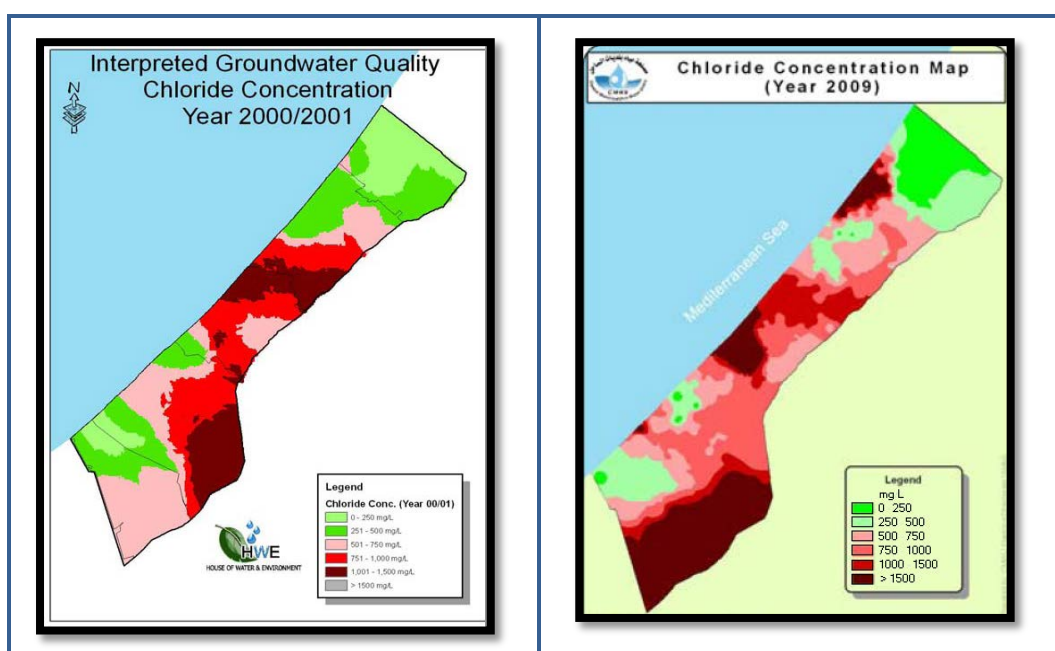 Interpreted Groundwater Quality
Chloride Concentration
Year 2000/2001
N
Legend
Chloride Conc. (Year 00/01)
0 - 250 mg/L
251 - 500 mg/L
501 - 750 mg/L
751 - 1,000 mg/L
1,001 - 1,500 mg/L
> 1500 mg/L
HWE
HOUSE OF WATER & ENVIRONMENT
Chloride Concentration Map
(Year 2009)
CMWU
Mediterranean Sea
Legend
mg L
0 250
250 500
500 750
750 1000
1000 1500
> 1500